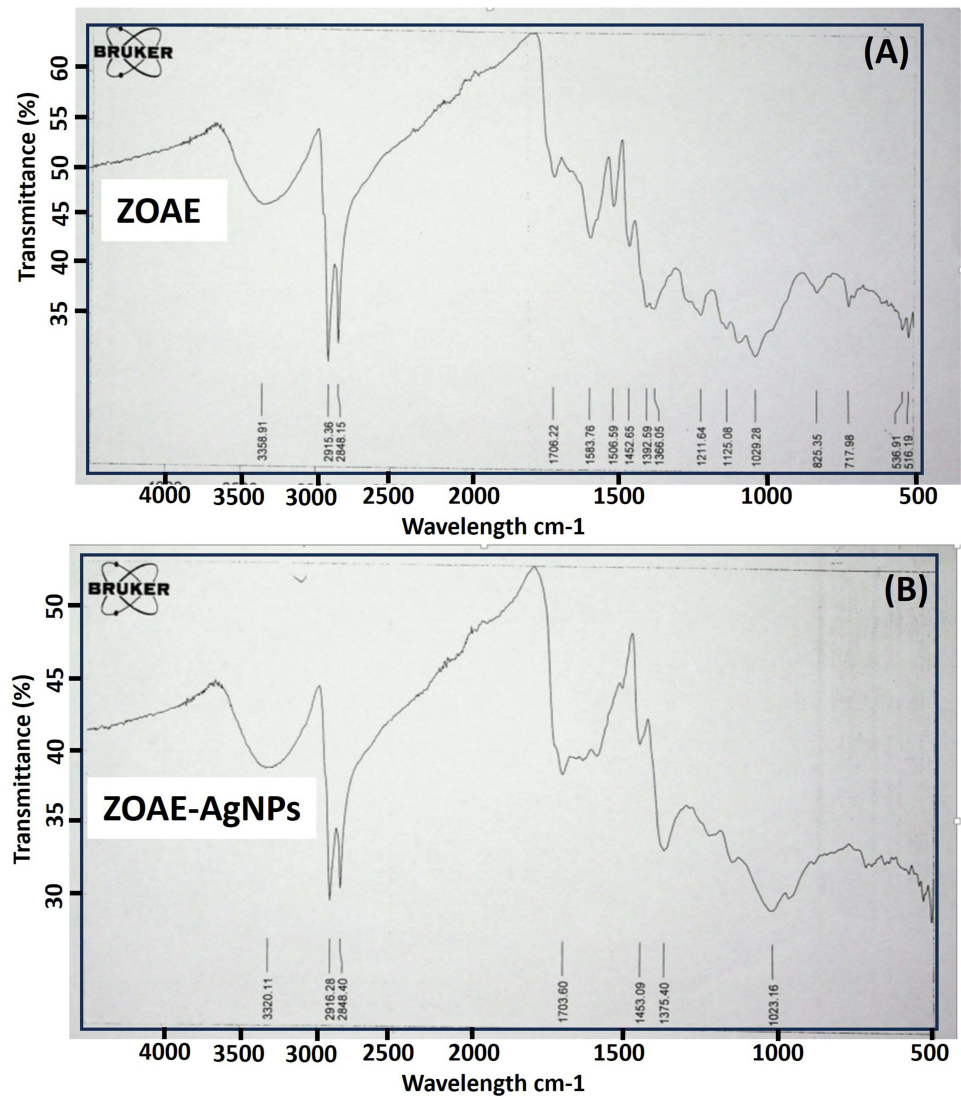 BRUKER
(A)
Transmittance (%)
60
55
50
45
40
35
ZOAE
3358.91
2915.36
2848.15
1706.22
1583.76
1506.59
1452.65
1392.59
1366.05
1211.64
1125.08
1029.28
825.35
717.98
536.91
516.19
4000 3500 3000 2500 2000 1500 1000 500
Wavelength cm-1
BRUKER
(B)
Transmittance (%)
50
45
40
35
30
ZOAE-AgNPs
3320.11
2916.28
2848.40
1703.60
1453.09
1375.40
1023.16
4000 3500 3000 2500 2000 1500 1000 500
Wavelength cm-1